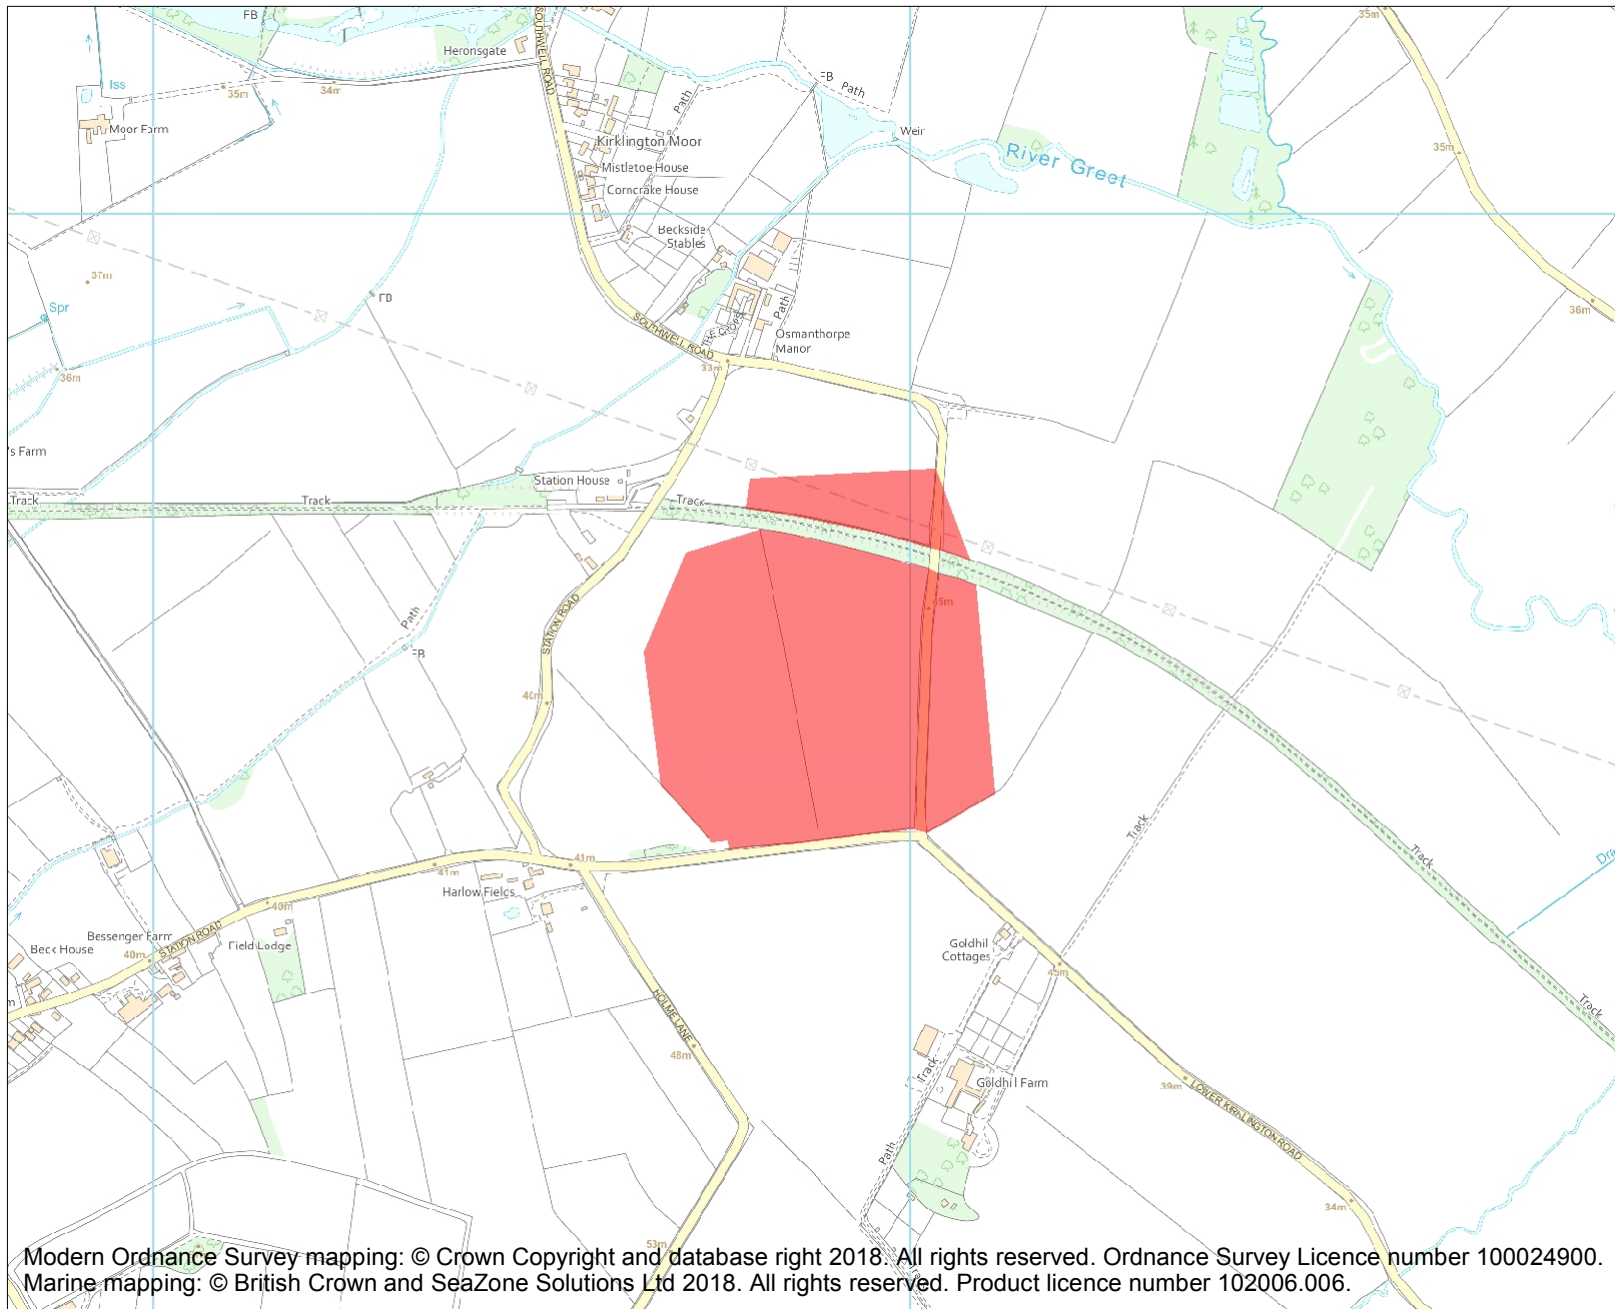 FB
Heronsgate
SOUTHWELL ROAD
Iss
35m
34m
Moor Farm
Path
FB
Path
Weir
Kirklington Moor
Mistletoe House
Corncrake House
River Greet
35m
35m
36m
Beckside
Stables
37m
Spr
FB
Path
THE CLOSE
SOUTHWELL ROAD
Osmanthorpe
Manor
33m
36m
's Farm
Station House
Track
Track
Track
45m
STATION ROAD
Path
FB
40m
Track
Track
Track
41m
41m
Harlow Fields
40m
STATION ROAD
Bessenger Farm
Beck House
40m
Field Lodge
m
Goldhil
Cottages
45m
HOLME LANE
48m
Track
Goldhill Farm
39m
LOWER KIRKLINGTON ROAD
Path
34m
53m
Modern Ordnance Survey mapping: © Crown Copyright and database right 2018. All rights reserved. Ordnance Survey Licence number 100024900.
Marine mapping: © British Crown and SeaZone Solutions Ltd 2018. All rights reserved. Product licence number 102006.006.